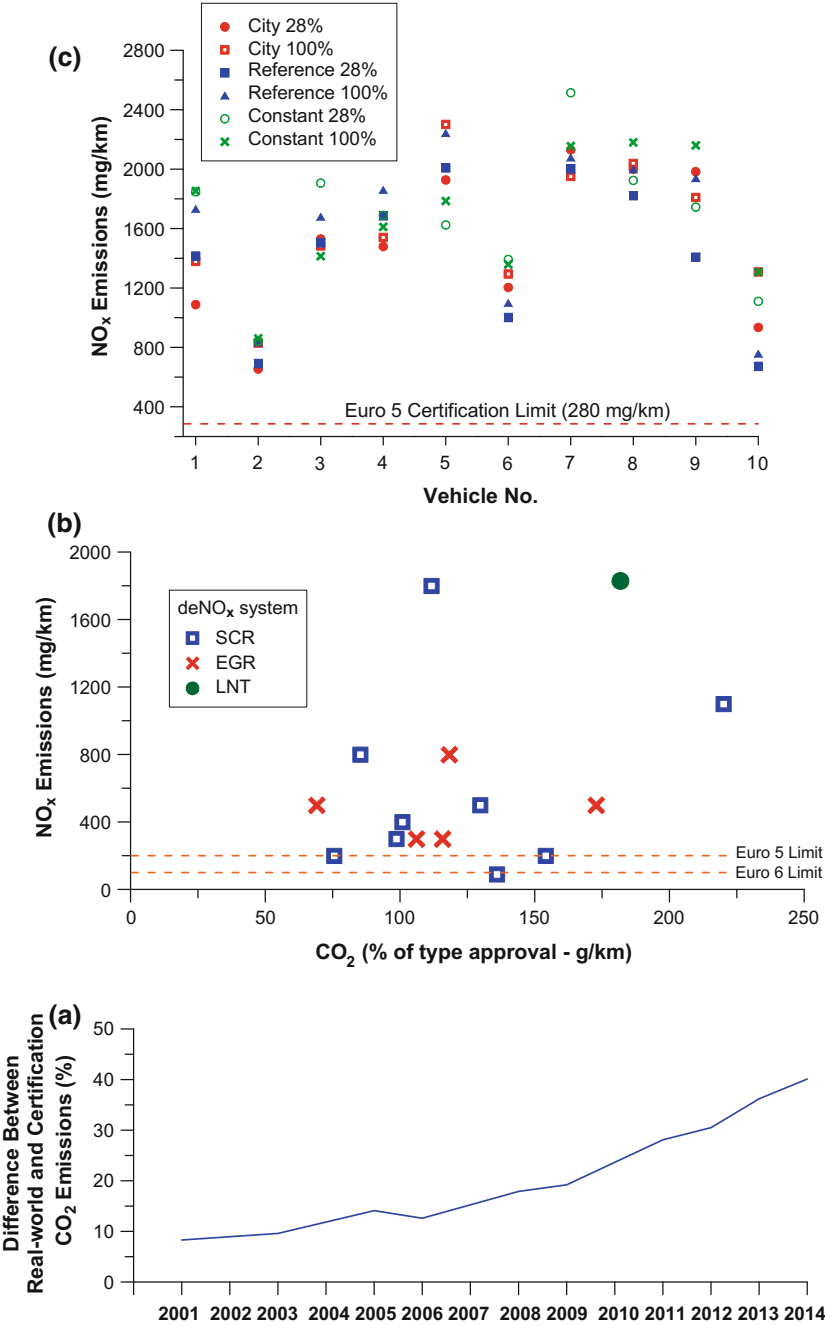 (c)
City 28%
City 100%
Reference 28%
Reference 100%
Constant 28%
Constant 100%
2800
2400
2000
1600
1200
800
400
NOx Emissions (mg/km)
Euro 5 Certification Limit (280 mg/km)
1 2 3 4 5 6 7 8 9 10
Vehicle No.
(b)
2000
1600
1200
800
400
0
NOx Emissions (mg/km)
deNOx system
SCR
EGR
LNT
Euro 5 Limit
Euro 6 Limit
0 50 100 150 200 250
CO2 (% of type approval - g/km)
(a)
50
40
30
20
10
0
Difference Between
Real-world and Certification
CO2 Emissions (%)
2001 2002 2003 2004 2005 2006 2007 2008 2009 2010 2011 2012 2013 2014